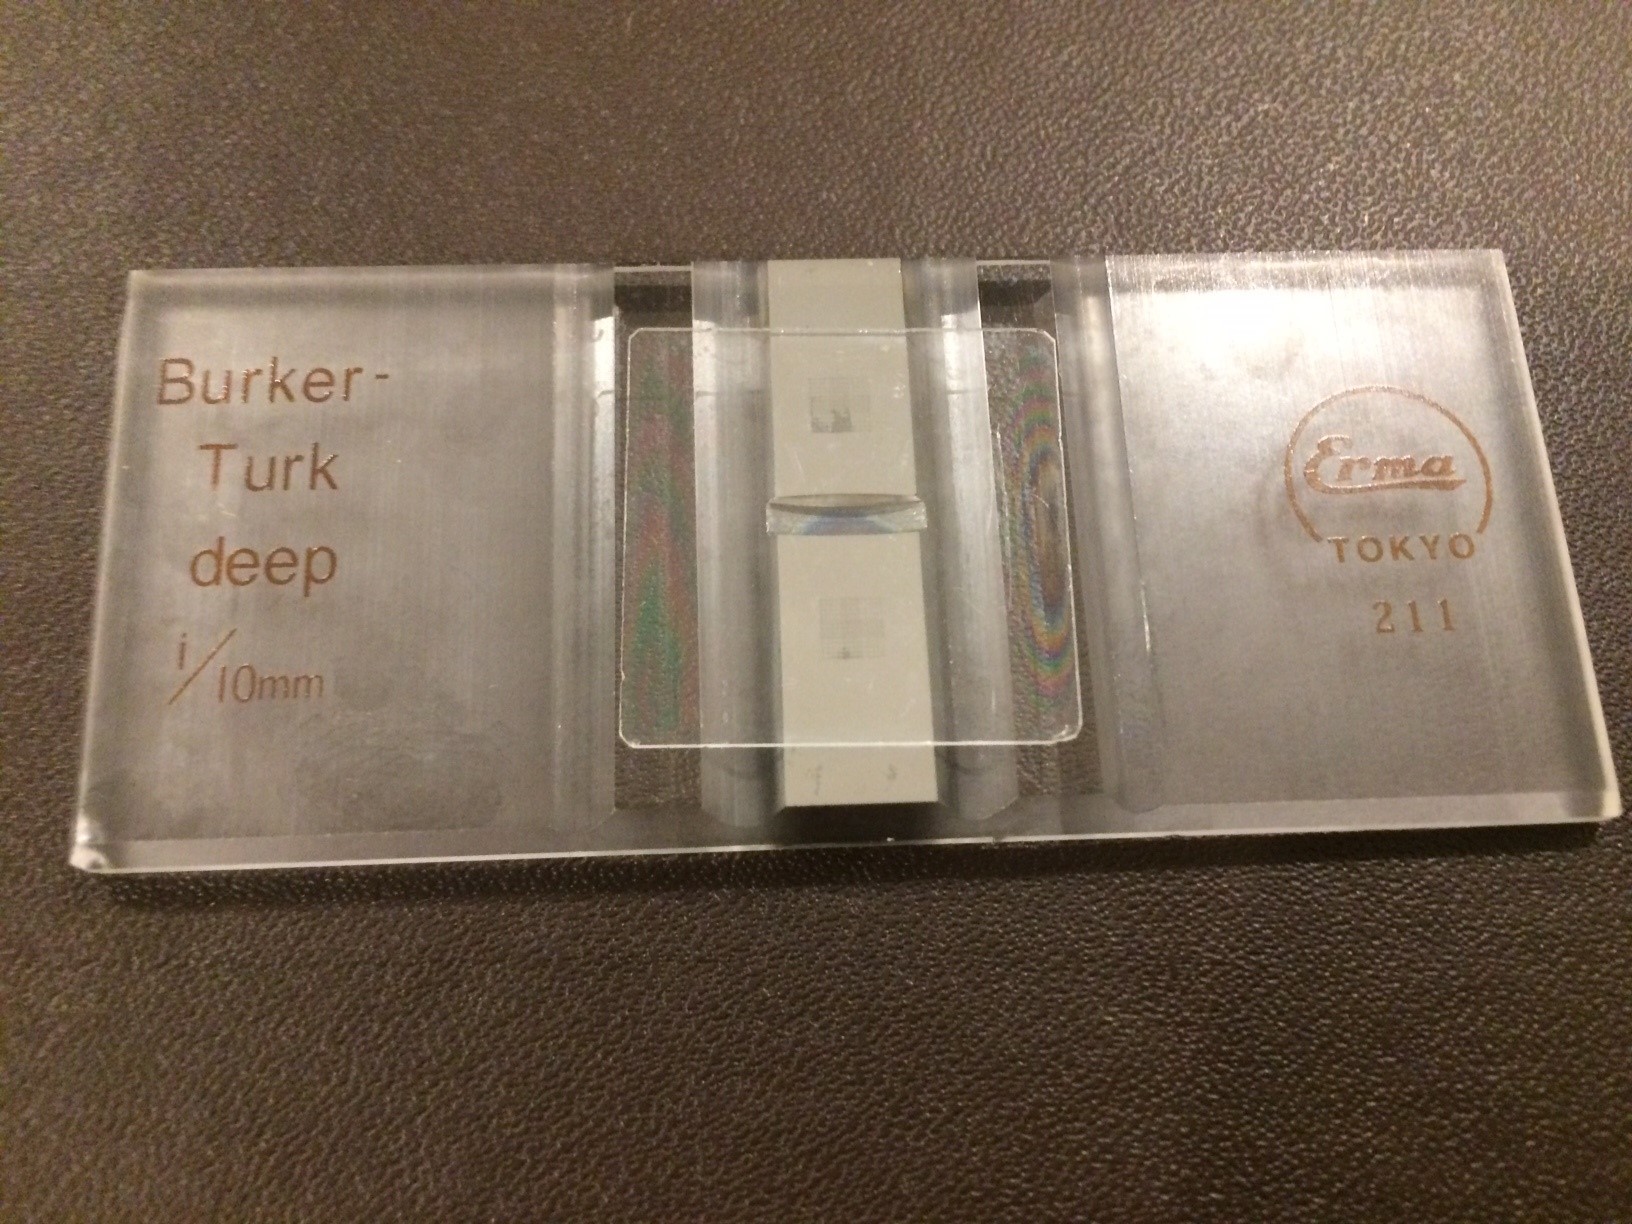 Burker-
Turk
deep
1/10mm
Erma
TOKYO
211